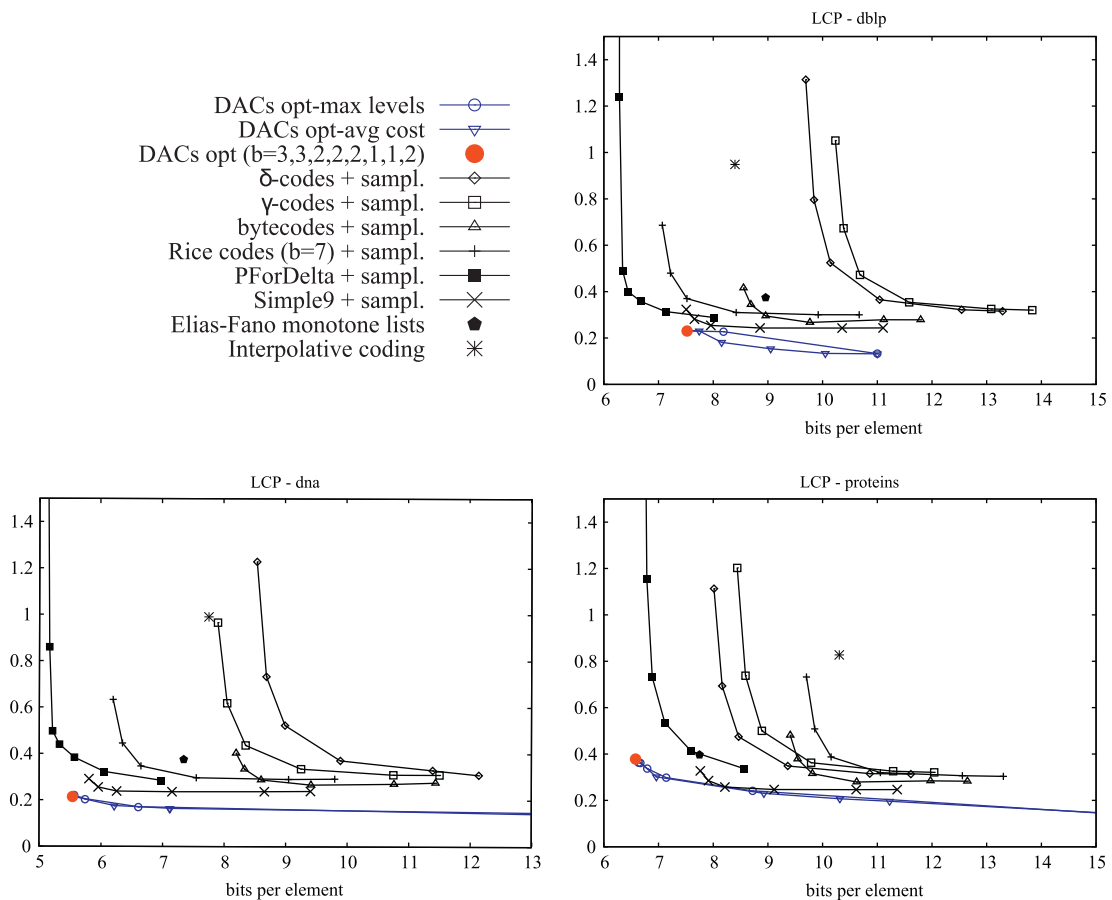 LCP - dblp
DACs opt-max levels
DACs opt-avg cost
DACs opt (b=3,3,2,2,2,1,1,2)
δ-codes + sampl.
γ-codes + sampl.
bytecodes + sampl.
Rice codes (b=7) + sampl.
PForDelta + sampl.
Simple9 + sampl.
Elias-Fano monotone lists
Interpolative coding
1.4
1.2
1
0.8
0.6
0.4
0.2
0
6 7 8 9 10 11 12 13 14 15
bits per element
LCP - dna
1.4
1.2
1
0.8
0.6
0.4
0.2
0
5 6 7 8 9 10 11 12 13
bits per element
LCP - proteins
1.4
1.2
1
0.8
0.6
0.4
0.2
0
6 7 8 9 10 11 12 13 14 15
bits per element